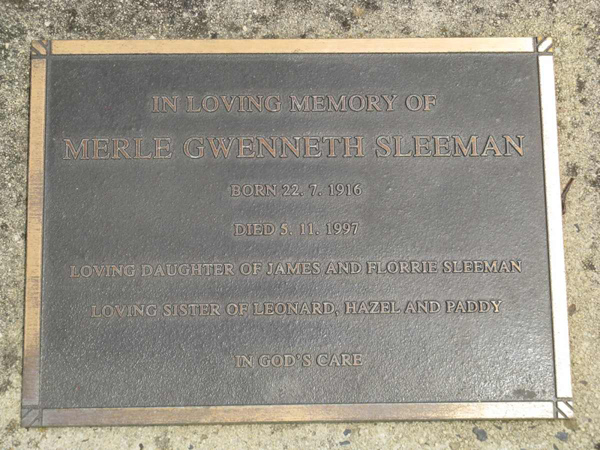 IN LOVING MEMORY OF
MERLE GWENNETH SLEEMAN
BORN 22. 7. 1916
DIED 5. 11. 1997
LOVING DAUGHTER OF JAMES AND FLORRIE SLEEMAN
LOVING SISTER OF LEONARD, HAZEL AND PADDY
IN GOD'S CARE